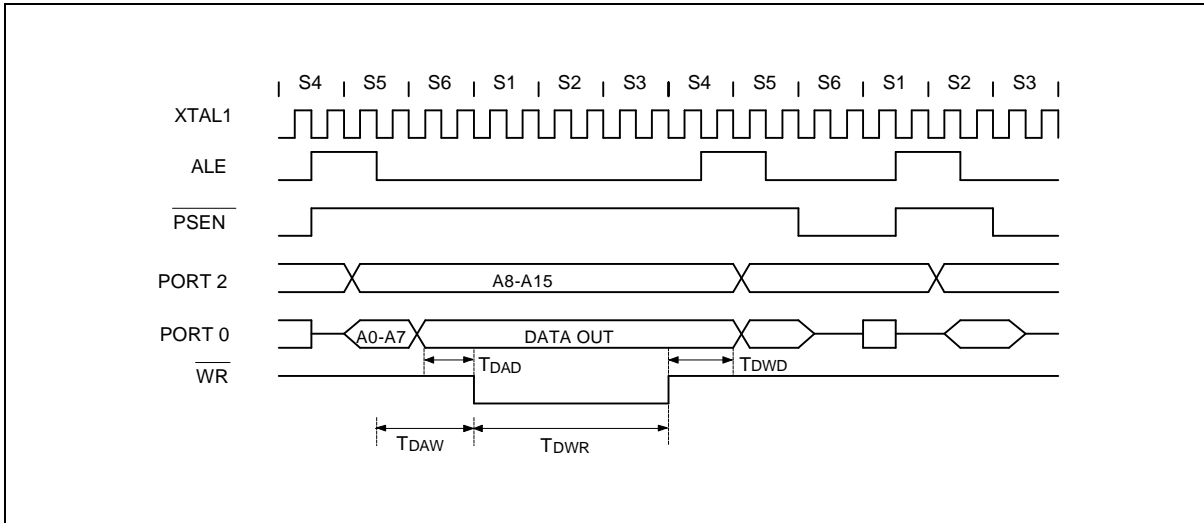 S4 S5 S6 S1 S2 S3 S4 S5 S6 S1 S2 S3
XTAL1
ALE
PSEN
PORT 2 A8-A15
PORT 0 A0-A7 DATA OUT
WR TDAD TDWD
TDAW TDWR